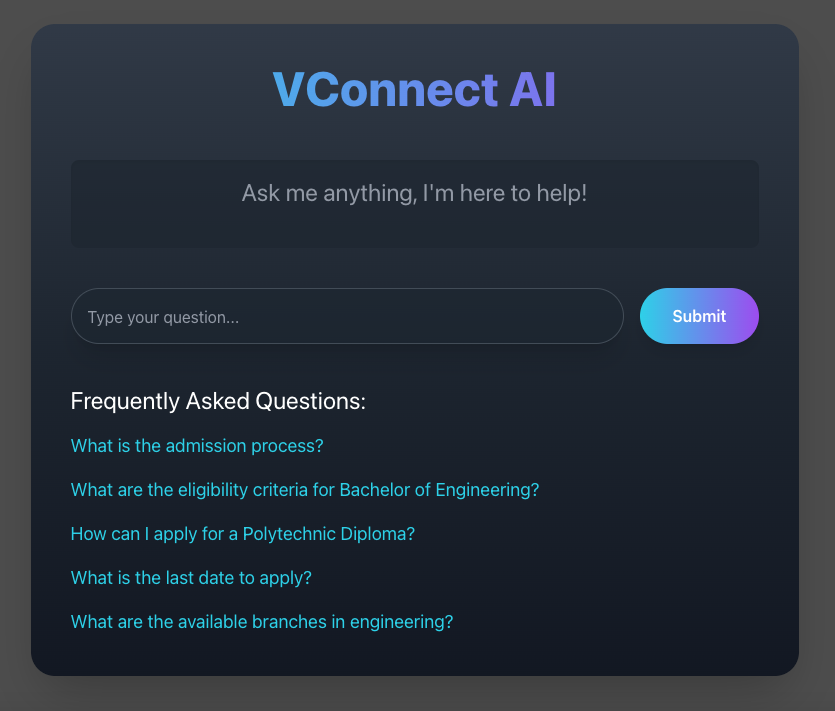 VConnect AI
Ask me anything, I'm here to help!
Type your question...
Submit
Frequently Asked Questions:
What is the admission process?
What are the eligibility criteria for Bachelor of Engineering?
How can I apply for a Polytechnic Diploma?
What is the last date to apply?
What are the available branches in engineering?